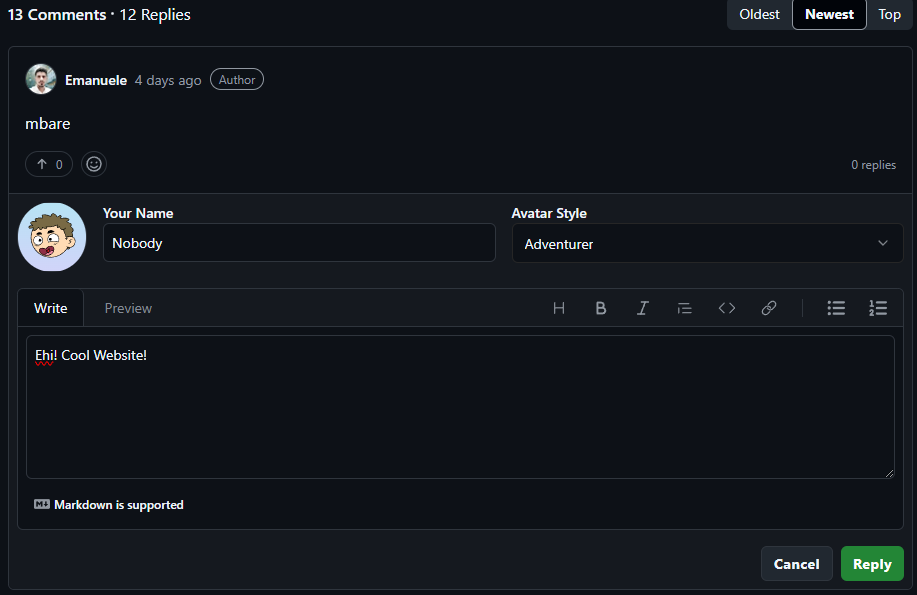 13 Comments · 12 Replies
Oldest Newest Top
Emanuele 4 days ago Author
mbare
0
0 replies
Your Name
Nobody
Avatar Style
Adventurer
Write Preview
Ehi! Cool Website!
Markdown is supported
Cancel Reply